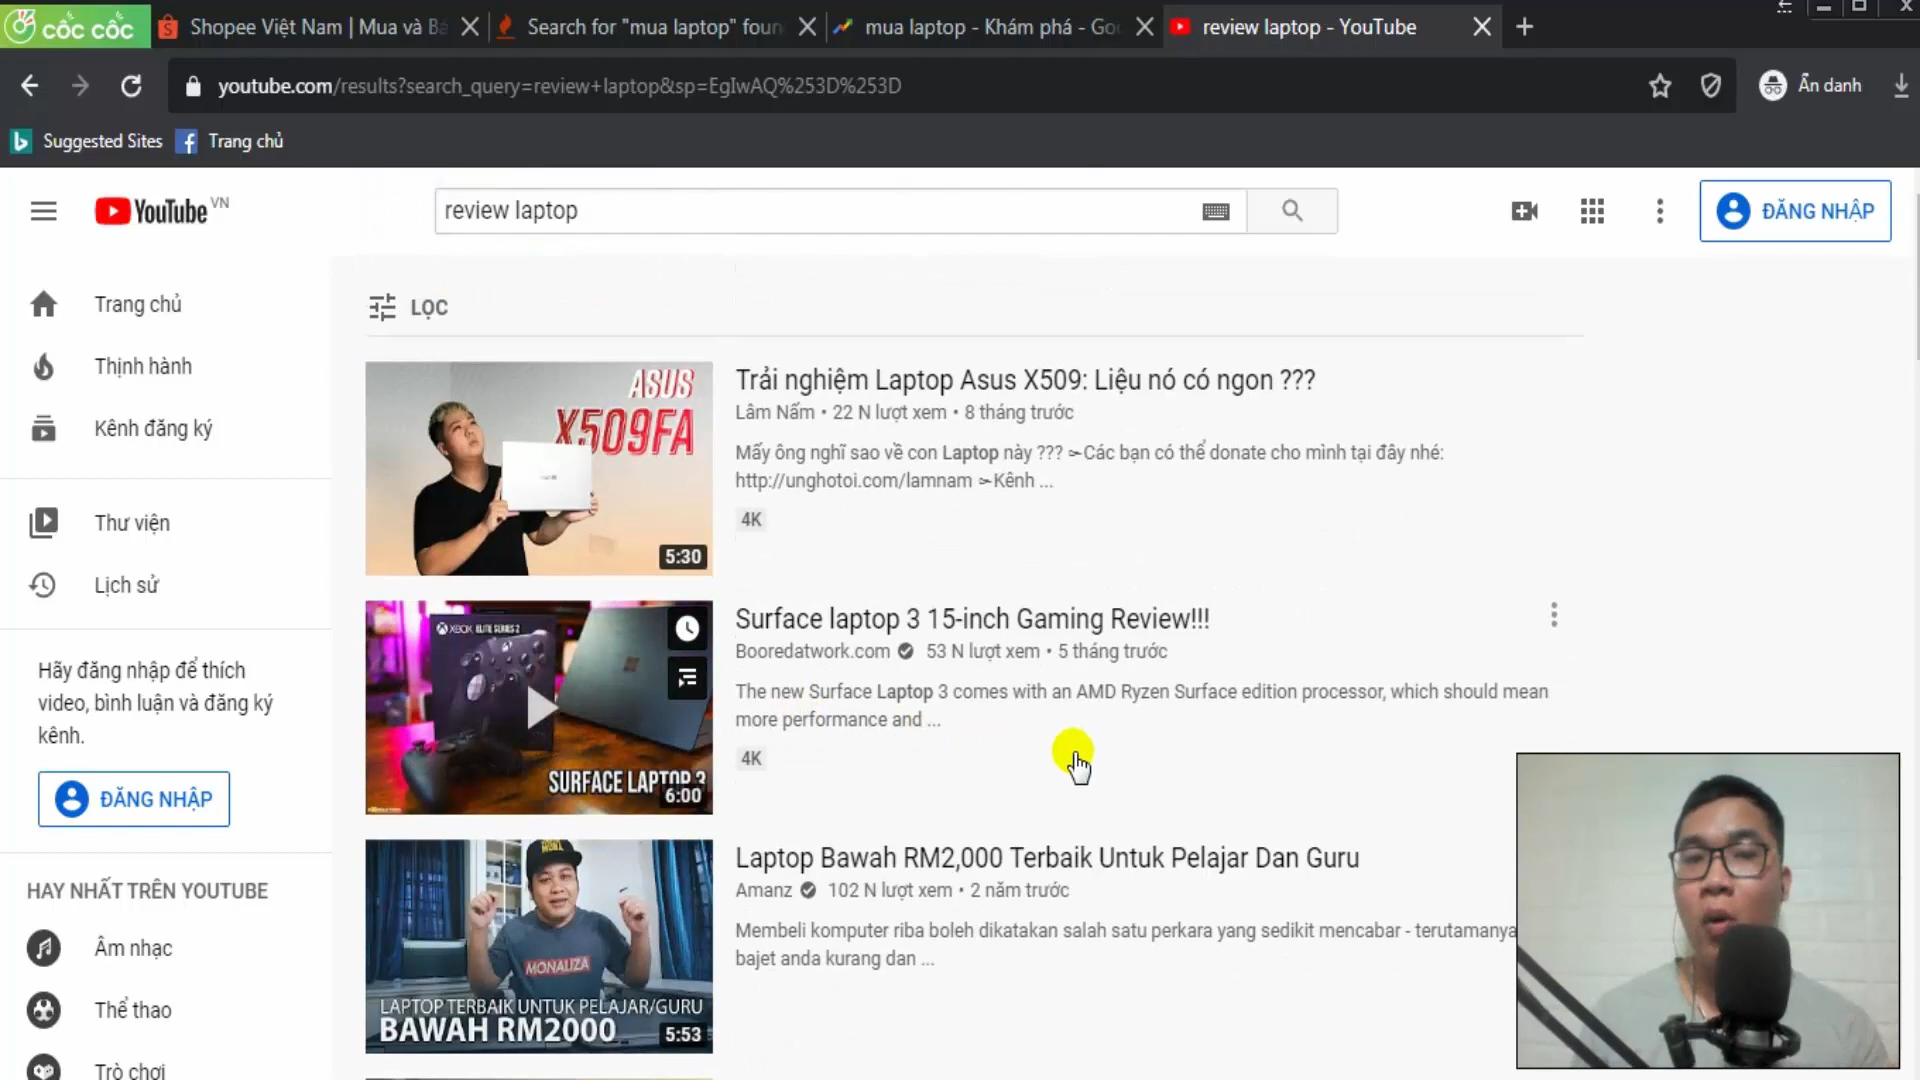 cốc cốc
Shopee Việt Nam | Mua và Bá
Search for "mua laptop" foun
mua laptop - Khám phá - Goo
review laptop - YouTube
youtube.com/results?search_query=review+laptop&sp=EgIwAQ%253D%253D
Ẩn danh
Suggested Sites
Trang chủ
YouTube VN
review laptop
ĐĂNG NHẬP
Trang chủ
Thịnh hành
Kênh đăng ký
Thư viện
Lịch sử
Hãy đăng nhập để thích
video, bình luận và đăng ký
kênh.
ĐĂNG NHẬP
HAY NHẤT TRÊN YOUTUBE
Âm nhạc
Thể thao
Trò chơi
LỌC
ASUS
X509FA
5:30
Trải nghiệm Laptop Asus X509: Liệu nó có ngon ???
Lâm Nấm • 22 N lượt xem • 8 tháng trước
Mấy ông nghĩ sao về con Laptop này ??? ➢Các bạn có thể donate cho mình tại đây nhé:
http://unghotoi.com/lamnam ➢Kênh ...
4K
XBOX ELITE SERIES 2
SURFACE LAPTOP 3
6:00
Surface laptop 3 15-inch Gaming Review!!!
Booredatwork.com 53 N lượt xem • 5 tháng trước
The new Surface Laptop 3 comes with an AMD Ryzen Surface edition processor, which should mean
more performance and ...
4K
MONALIZA
LAPTOP TERBAIK UNTUK PELAJAR/GURU
BAWAH RM2000
5:53
Laptop Bawah RM2,000 Terbaik Untuk Pelajar Dan Guru
Amanz 102 N lượt xem • 2 năm trước
Membeli komputer riba boleh dikatakan salah satu perkara yang sedikit mencabar - terutamanya
bajet anda kurang dan ...